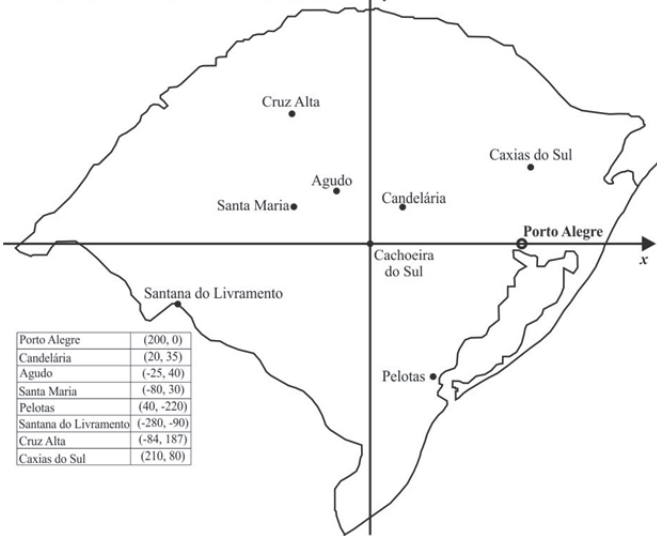 Cruz Alta
Caxias do Sul
Agudo
Santa Maria
Candelária
Porto Alegre
x
Cachoeira
do Sul
Santana do Livramento
Pelotas
Porto Alegre (200, 0)
Candelária (20, 35)
Agudo (-25, 40)
Santa Maria (-80, 30)
Pelotas (40, -220)
Santana do Livramento (-280, -90)
Cruz Alta (-84, 187)
Caxias do Sul (210, 80)